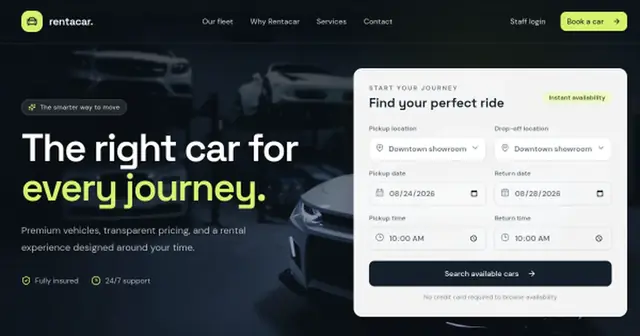 rentacar.
Our fleet
Why Rentacar
Services
Contact
Staff login
Book a car
The smarter way to move
The right car for
every journey.
Premium vehicles, transparent pricing, and a rental
experience designed around your time.
Fully insured
24/7 support
START YOUR JOURNEY
Find your perfect ride
Instant availability
Pickup location
Drop-off location
Downtown showroom
Downtown showroom
Pickup date
Return date
08/24/2026
08/28/2026
Pickup time
Return time
10:00 AM
10:00 AM
Search available cars
No credit card required to browse availability